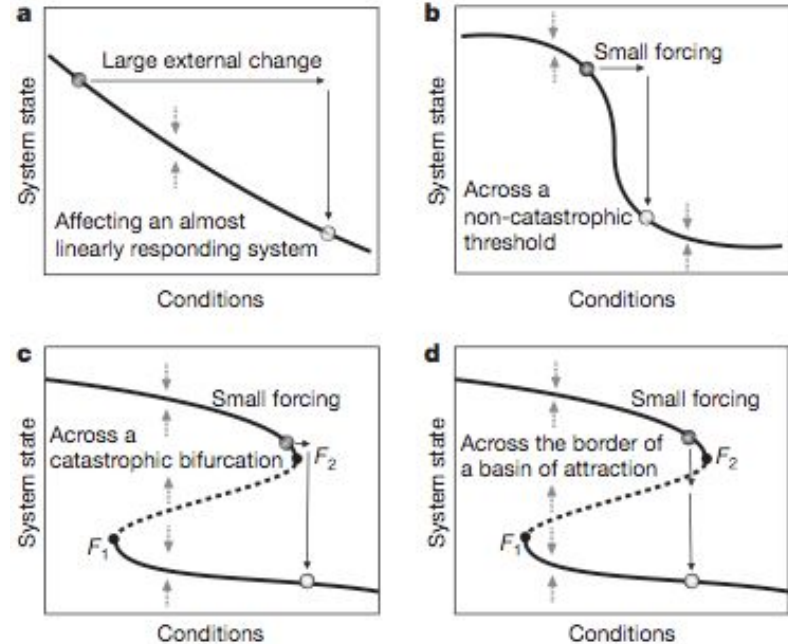 a
Large external change
System state
Affecting an almost
linearly responding system
Conditions
b
Small forcing
System state
Across a
non-catastrophic
threshold
Conditions
c
Small forcing
System state
Across a
catastrophic bifurcation
F2
F1
Conditions
d
Small forcing
System state
Across the border of
a basin of attraction
F2
F1
Conditions